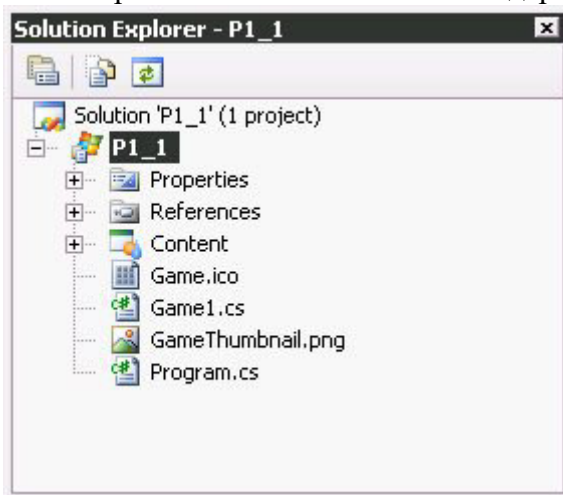 Solution Explorer - P1_1
Solution 'P1_1' (1 project)
P1_1
Properties
References
Content
Game.ico
Game1.cs
GameThumbnail.png
Program.cs